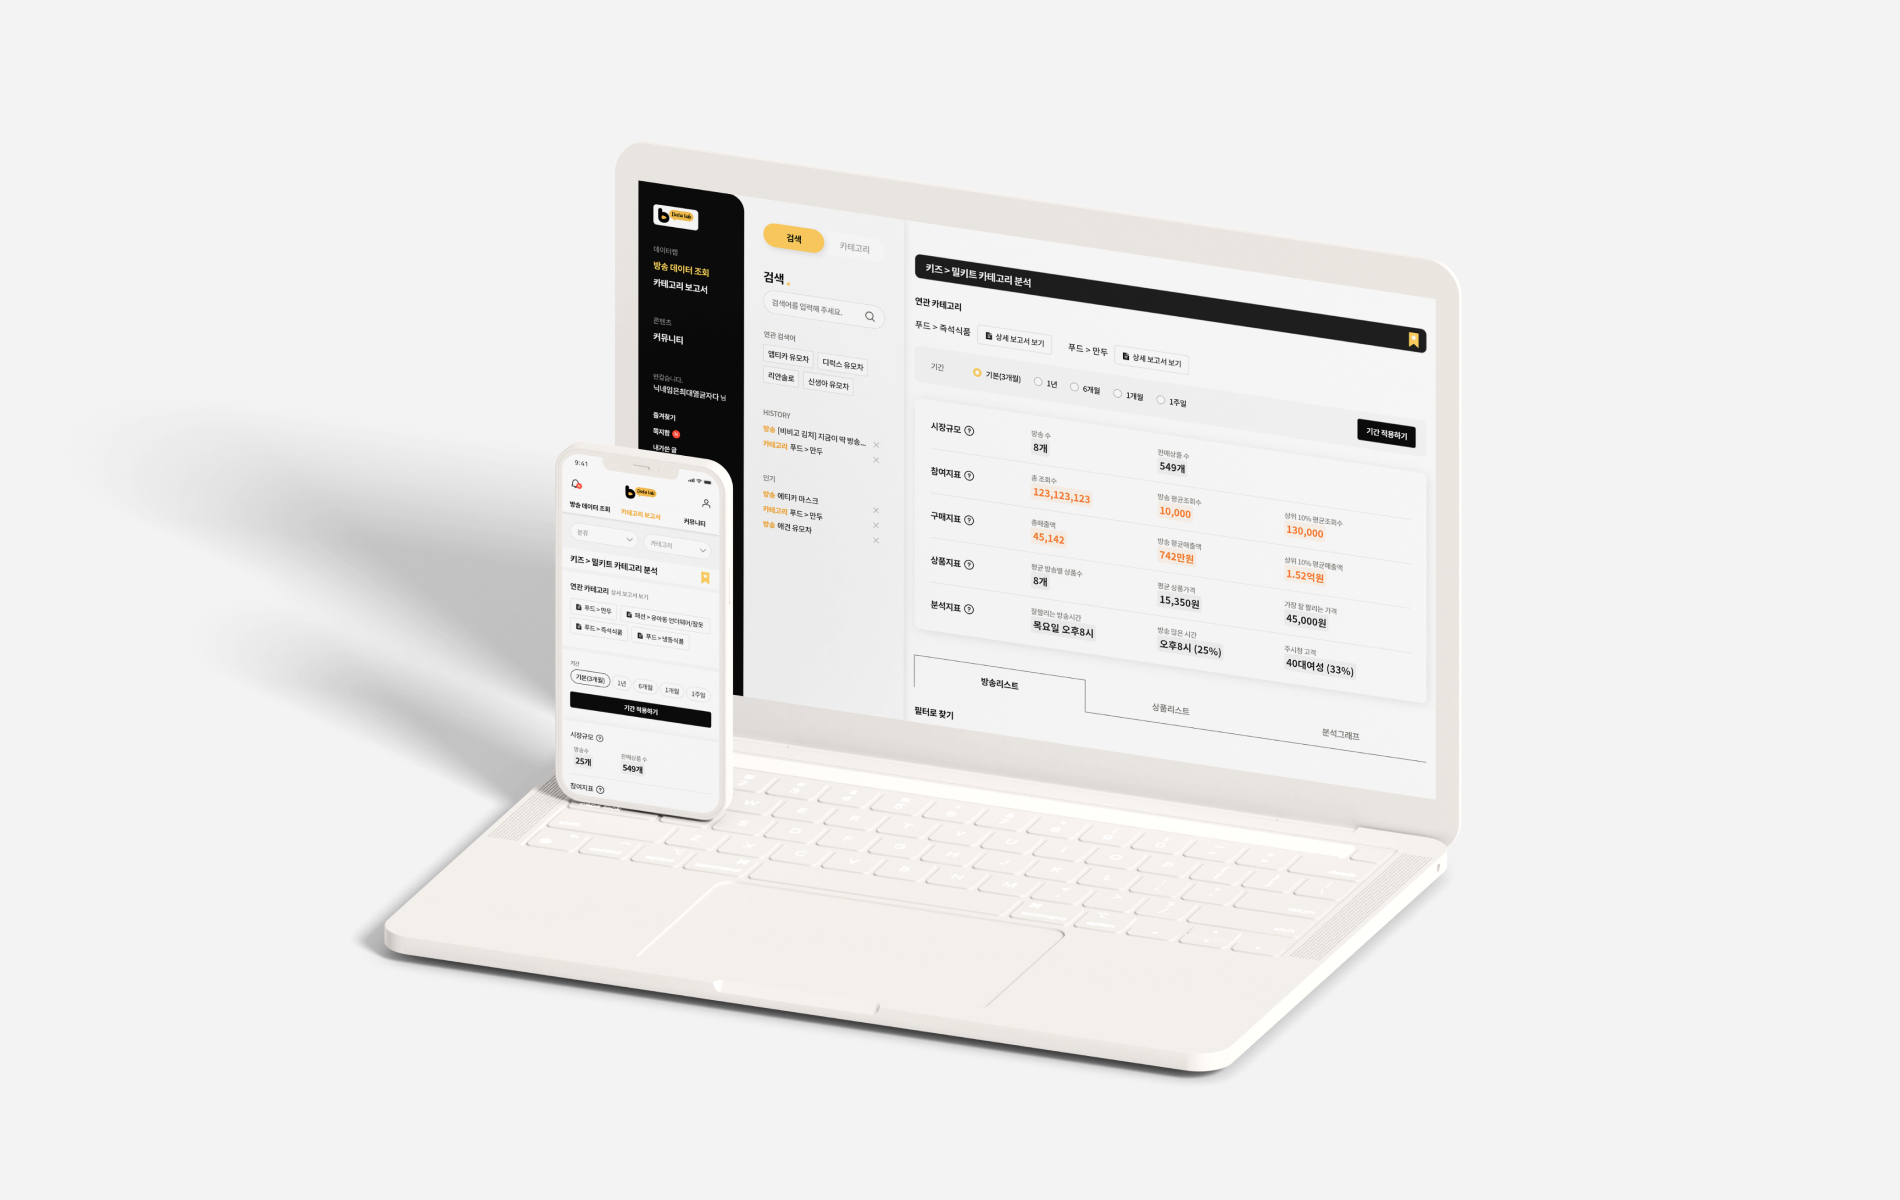 b Data lab
데이터랩
방송 데이터 조회
카테고리 보고서
콘텐츠
커뮤니티
반갑습니다.
닉네임은최대열글자다 님
즐겨찾기
쪽지함 N
내가쓴 글
검색
카테고리
검색.
검색어를 입력해 주세요.
연관 검색어
엠티카 유모차
디럭스 유모차
리안솔로
신생아 유모차
HISTORY
방송 [비비고 김치] 지금이 딱 방송...
카테고리 푸드 > 만두
인기
방송 에티카 마스크
카테고리 푸드 > 만두
방송 애견 유모차
키즈 > 밀키트 카테고리 분석
연관 카테고리
푸드 > 즉석식품 상세 보고서 보기 푸드 > 만두 상세 보고서 보기
기간 기본(3개월) 1년 6개월 1개월 1주일
기간 적용하기
시장규모 ?
방송 수
8개
판매상품 수
549개
참여지표 ?
총 조회수
123,123,123
방송 평균조회수
10,000
상위 10% 평균조회수
130,000
구매지표 ?
총매출액
45,142
방송 평균매출액
742만원
상위 10% 평균매출액
1.52억원
상품지표 ?
평균 방송별 상품수
8개
평균 상품가격
15,350원
가장 잘 팔리는 가격
45,000원
분석지표 ?
잘팔리는 방송시간
목요일 오후8시
방송 많은 시간
오후8시 (25%)
주시청 고객
40대여성 (33%)
방송리스트
상품리스트
분석그래프
필터로 찾기
9:41
b Data lab
방송 데이터 조회 카테고리 보고서 커뮤니티
분류
카테고리
키즈 > 밀키트 카테고리 분석
연관 카테고리 상세 보고서 보기
푸드 > 만두
패션 > 유아동 언더웨어/잠옷
푸드 > 즉석식품
푸드 > 냉동식품
기간
기본(3개월) 1년 6개월 1개월 1주일
기간 적용하기
시장규모 ?
방송수
25개
판매상품 수
549개
참여지표 ?